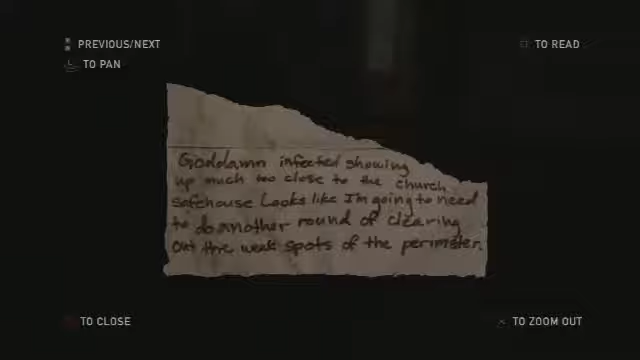 PREVIOUS/NEXT
TO READ
TO PAN
Goddamn infected showing
up much too close to the church
safehouse. Looks like I'm going to need
to do another round of clearing
out the weak spots of the perimeter.
TO CLOSE
TO ZOOM OUT